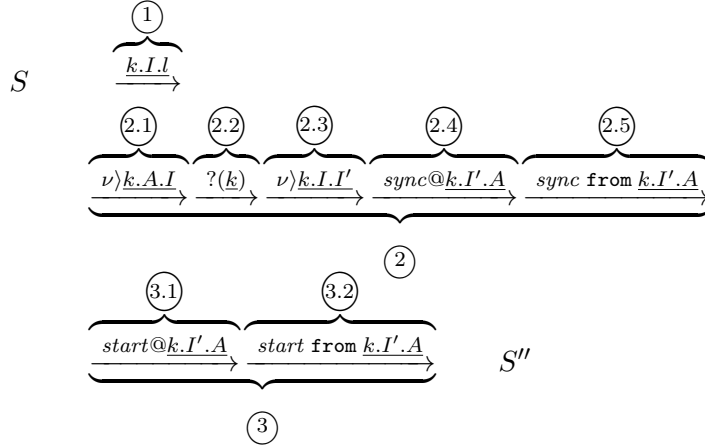 1
S k.I.l
2.1 2.2 2.3 2.4 2.5
ν⟩k.A.I ?(k) ν⟩k.I.I′ sync@k.I′.A sync from k.I′.A
2
3.1 3.2
start@k.I′.A start from k.I′.A S′′
3